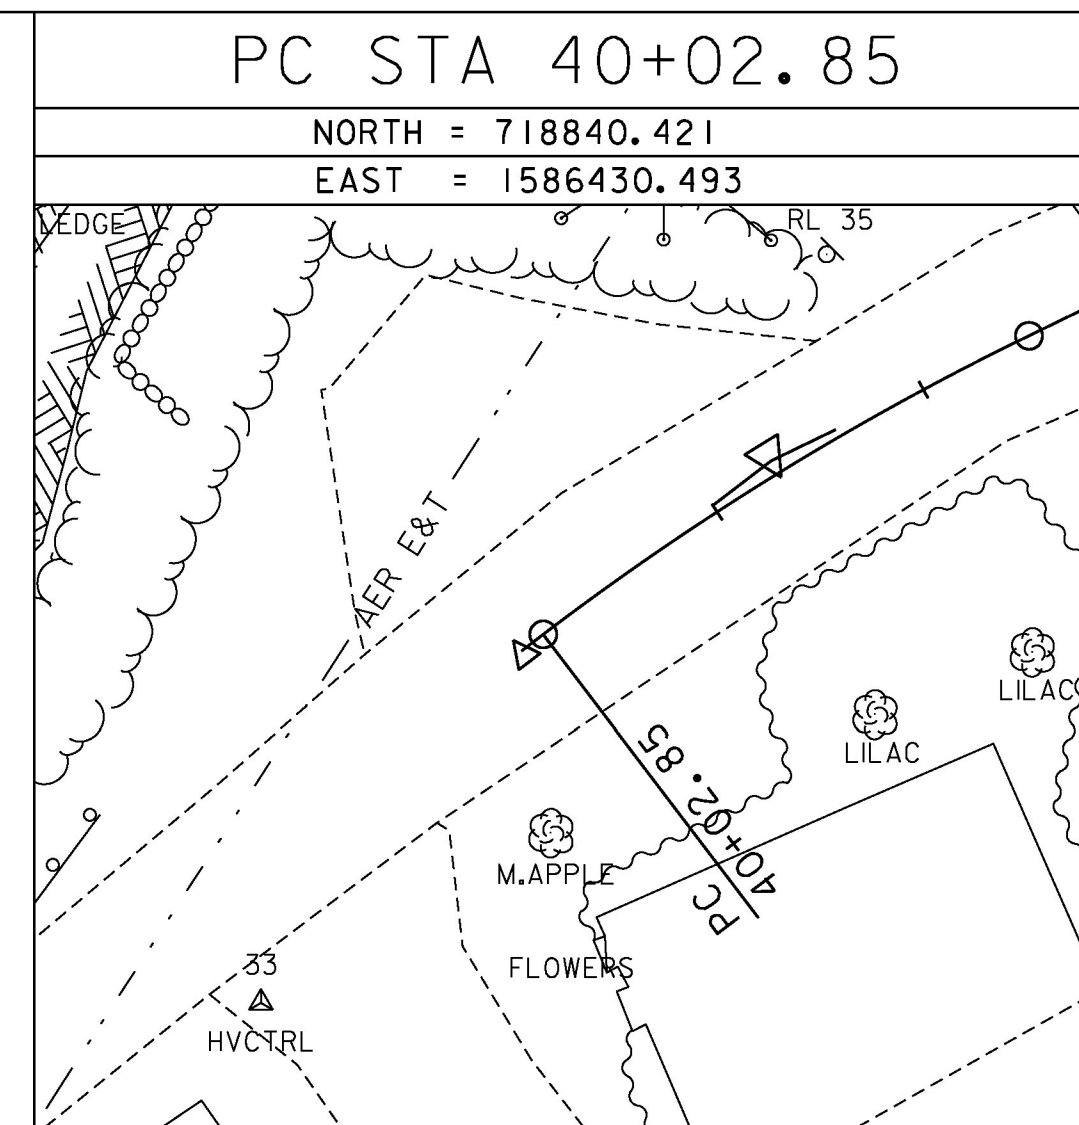 PC STA 40+02.85
NORTH = 718840.421
EAST = 1586430.493
LEDGE
RL 35
AER E&T
LILAC
LILAC
PC 40+02.85
M.APPLE
FLOWERS
33
HVCTRL